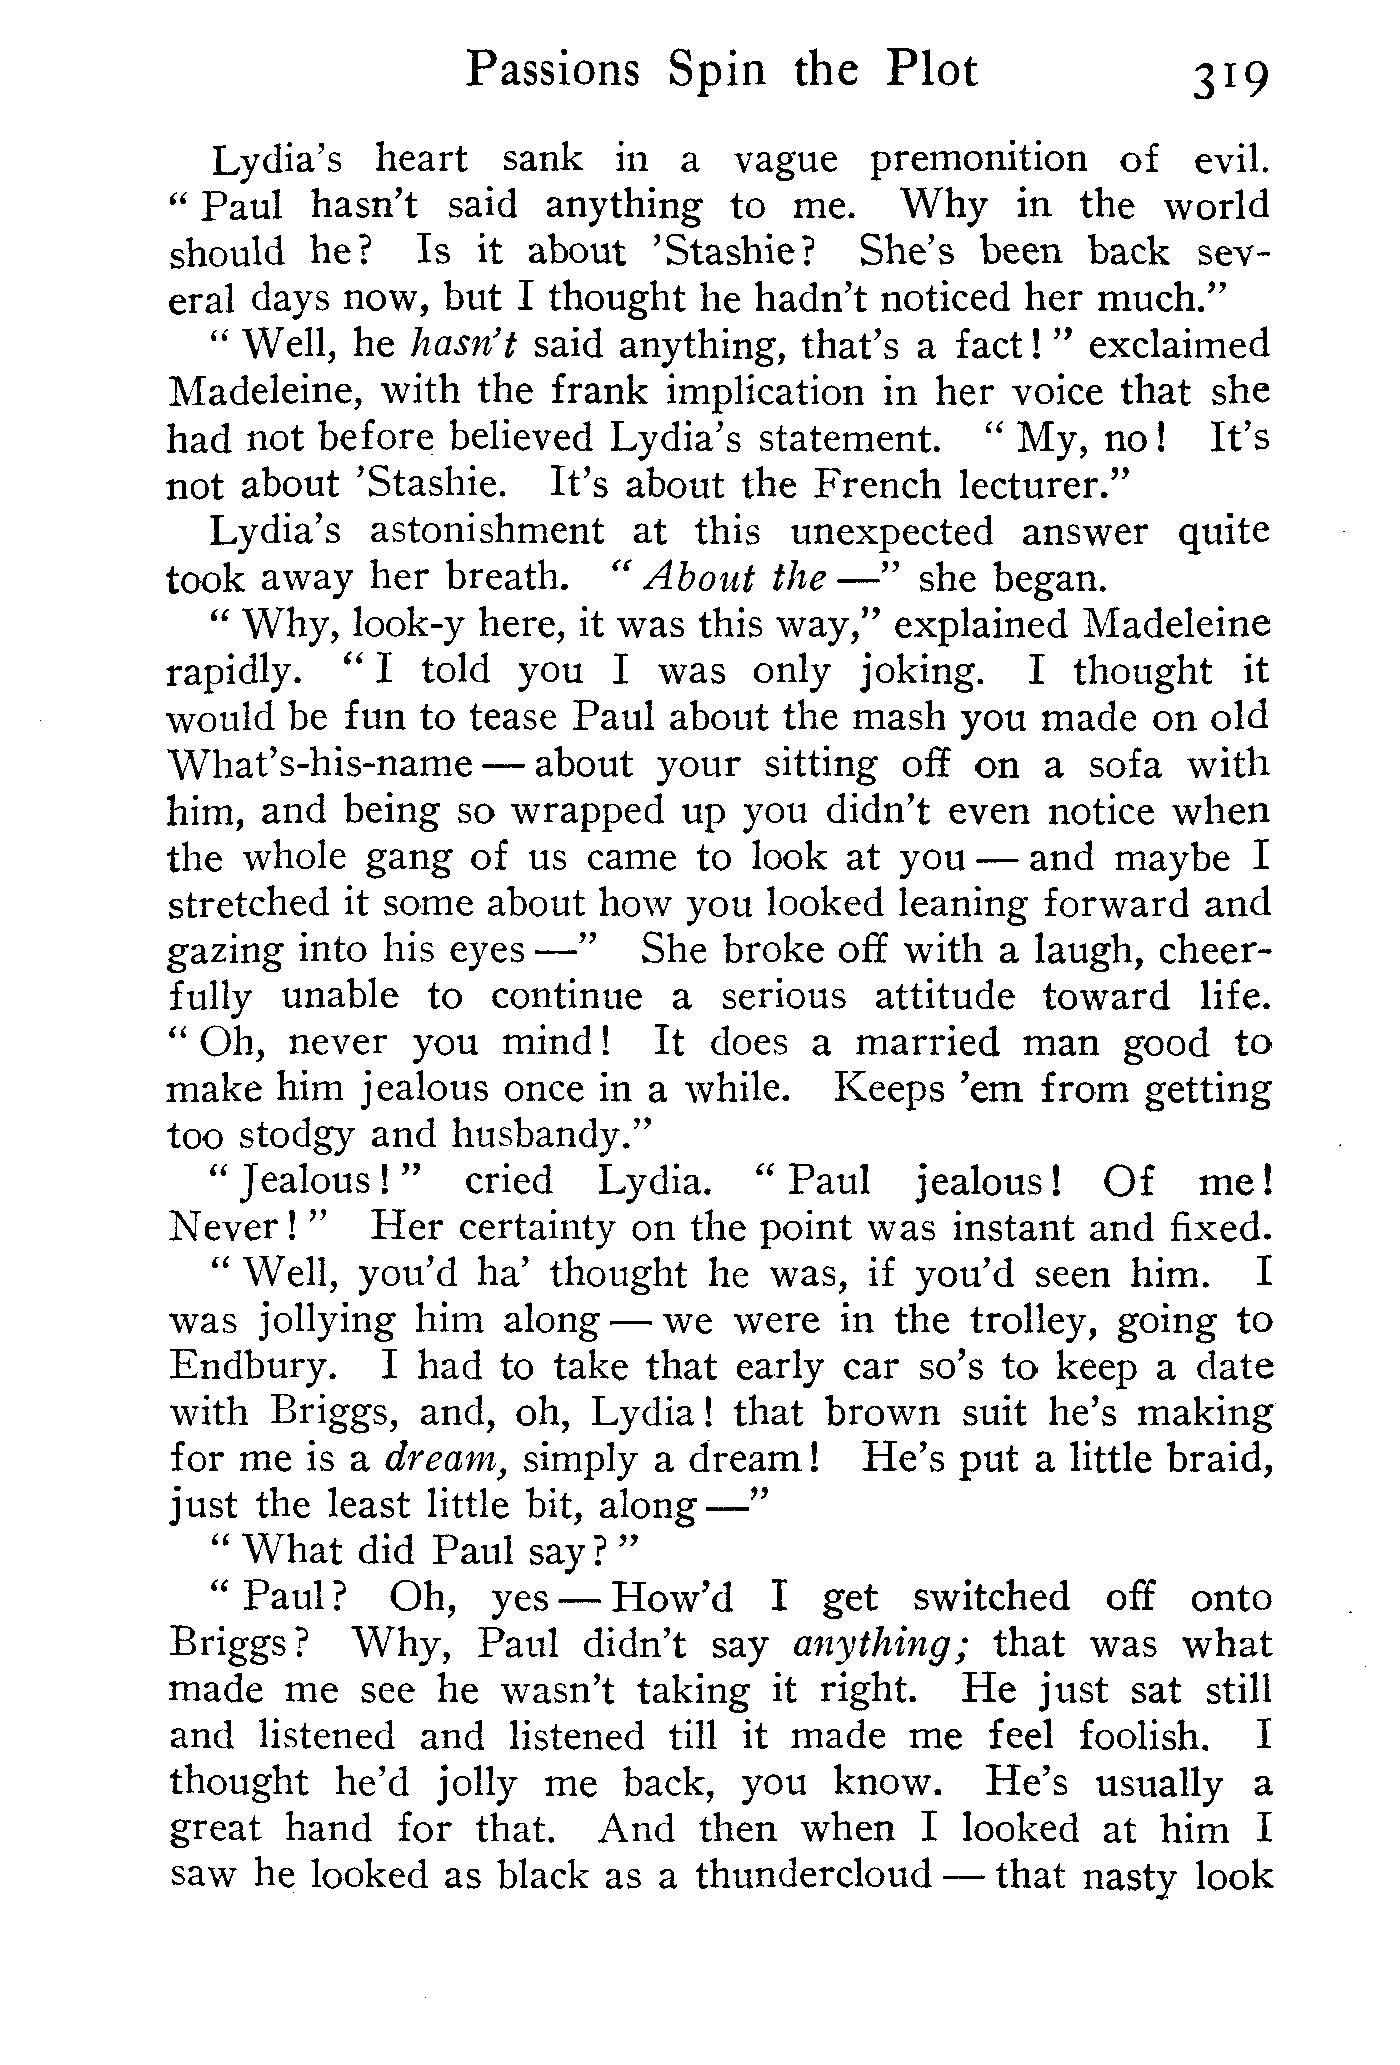 Passions Spin the Plot 319
Lydia's heart sank in a vague premonition of evil.
" Paul hasn't said anything to me. Why in the world
should he? Is it about 'Stashie? She's been back sev-
eral days now, but I thought he hadn't noticed her much."
" Well, he hasn't said anything, that's a fact! " exclaimed
Madeleine, with the frank implication in her voice that she
had not before believed Lydia's statement. " My, no! It's
not about 'Stashie. It's about the French lecturer."
Lydia's astonishment at this unexpected answer quite
took away her breath. " About the —" she began.
" Why, look-y here, it was this way," explained Madeleine
rapidly. " I told you I was only joking. I thought it
would be fun to tease Paul about the mash you made on old
What's-his-name — about your sitting off on a sofa with
him, and being so wrapped up you didn't even notice when
the whole gang of us came to look at you — and maybe I
stretched it some about how you looked leaning forward and
gazing into his eyes —" She broke off with a laugh, cheer-
fully unable to continue a serious attitude toward life.
" Oh, never you mind! It does a married man good to
make him jealous once in a while. Keeps 'em from getting
too stodgy and husbandy."
" Jealous! " cried Lydia. " Paul jealous! Of me!
Never! " Her certainty on the point was instant and fixed.
" Well, you'd ha' thought he was, if you'd seen him. I
was jollying him along — we were in the trolley, going to
Endbury. I had to take that early car so's to keep a date
with Briggs, and, oh, Lydia! that brown suit he's making
for me is a dream, simply a dream! He's put a little braid,
just the least little bit, along —"
" What did Paul say? "
" Paul? Oh, yes — How'd I get switched off onto
Briggs? Why, Paul didn't say anything; that was what
made me see he wasn't taking it right. He just sat still
and listened and listened till it made me feel foolish. I
thought he'd jolly me back, you know. He's usually a
great hand for that. And then when I looked at him I
saw he looked as black as a thundercloud — that nasty look